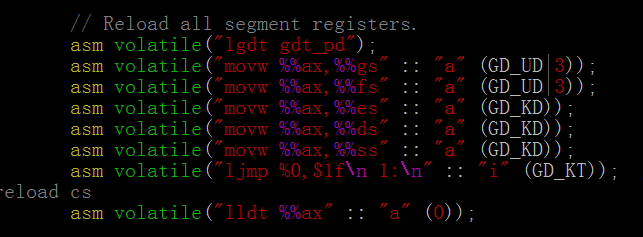 // Reload all segment registers.
asm volatile("lgdt gdt_pd");
asm volatile("movw %%ax,%%gs" :: "a" (GD_UD|3));
asm volatile("movw %%ax,%%fs" :: "a" (GD_UD|3));
asm volatile("movw %%ax,%%es" :: "a" (GD_KD));
asm volatile("movw %%ax,%%ds" :: "a" (GD_KD));
asm volatile("movw %%ax,%%ss" :: "a" (GD_KD));
asm volatile("ljmp %0,$1f\n 1:\n" :: "i" (GD_KT));
reload cs
asm volatile("lldt %%ax" :: "a" (0));